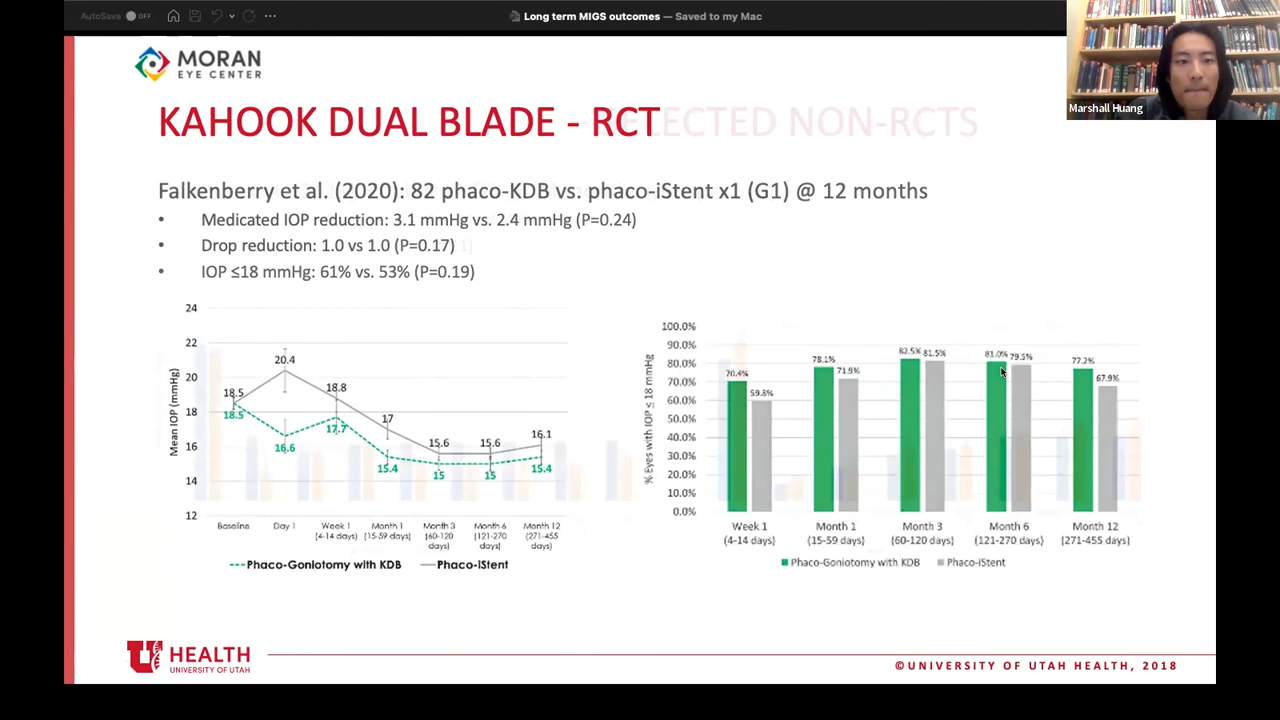 AutoSave OFF
Long term MIGS outcomes — Saved to my Mac
Marshall Huang
MORAN
EYE CENTER
KAHOOK DUAL BLADE - RCT
Falkenberry et al. (2020): 82 phaco-KDB vs. phaco-iStent x1 (G1) @ 12 months
• Medicated IOP reduction: 3.1 mmHg vs. 2.4 mmHg (P=0.24)
• Drop reduction: 1.0 vs 1.0 (P=0.17)
• IOP ≤18 mmHg: 61% vs. 53% (P=0.19)
Mean IOP (mmHg)
24
22
20
18
16
14
12
18.5
20.4
18.8
17
15.6
15.6
16.1
18.5
16.6
17.7
15.4
15
15
15.4
Baseline
Day 1
Week 1
(4-14 days)
Month 1
(15-59 days)
Month 3
(60-120
days)
Month 6
(121-270
days)
Month 12
(271-455
days)
Phaco-Goniotomy with KDB
Phaco-iStent
% Eyes with IOP ≤ 18 mmHg
100.0%
90.0%
80.0%
70.0%
60.0%
50.0%
40.0%
30.0%
20.0%
10.0%
0.0%
70.4%
59.8%
78.1%
71.9%
82.5%
81.5%
81.0%
79.5%
77.2%
67.9%
Week 1
(4-14 days)
Month 1
(15-59 days)
Month 3
(60-120 days)
Month 6
(121-270 days)
Month 12
(271-455 days)
Phaco-Goniotomy with KDB
Phaco-iStent
U HEALTH
UNIVERSITY OF UTAH
©UNIVERSITY OF UTAH HEALTH, 2018